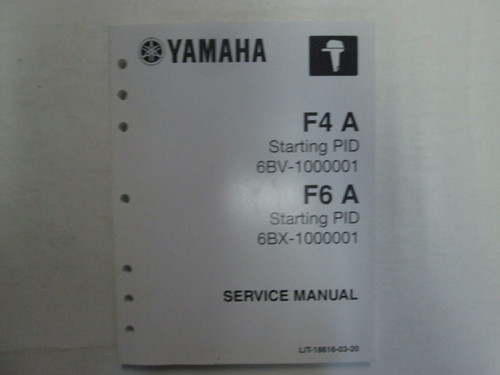 YAMAHA
F4 A
Starting PID
6BV-1000001
F6 A
Starting PID
6BX-1000001
SERVICE MANUAL
LIT-18616-03-20